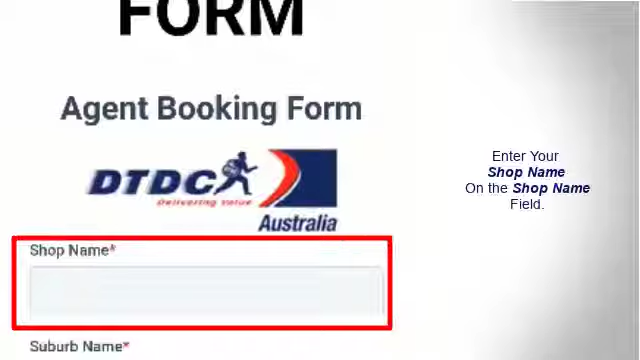 FORM
Agent Booking Form
DTDC
Delivering Value
Australia
Shop Name*
Suburb Name*
Enter Your
Shop Name
On the Shop Name
Field.